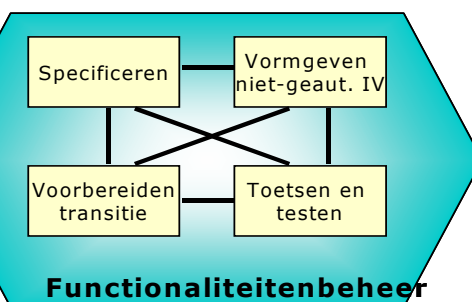 Specificeren
Vormgeven
niet-geaut. IV
Voorbereiden
transitie
Toetsen en
testen
Functionaliteitenbeheer